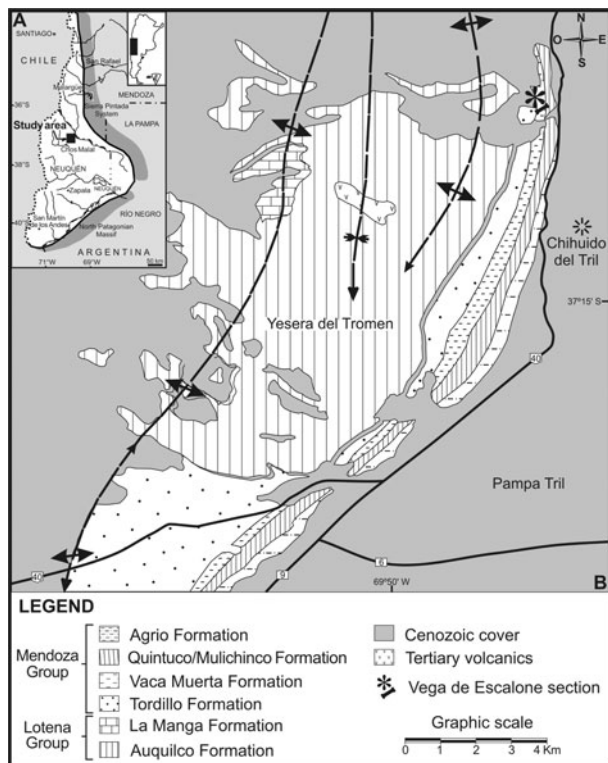 A
SANTIAGO
CHILE
San Rafael
MENDOZA
Malargüe
36°S
Sierra Pintada
System
LA PAMPA
Study area
Chos Malal
38°S
NEUQUÉN
NEUQUÉN
Zapala
RÍO NEGRO
San Martín
de los Andes
40°S
North Patagonian
Massif
ARGENTINA
71°W
69°W
50 km
N
O
E
S
Chihuido
del Tril
37°15' S
Yesera del Tromen
40
Pampa Tril
40
9
6
69°50' W
B
LEGEND
Mendoza
Group
Agrio Formation
Quintuco/Mulichinco Formation
Vaca Muerta Formation
Tordillo Formation
Lotena
Group
La Manga Formation
Auquilco Formation
Cenozoic cover
Tertiary volcanics
Vega de Escalone section
Graphic scale
0 1 2 3 4 Km